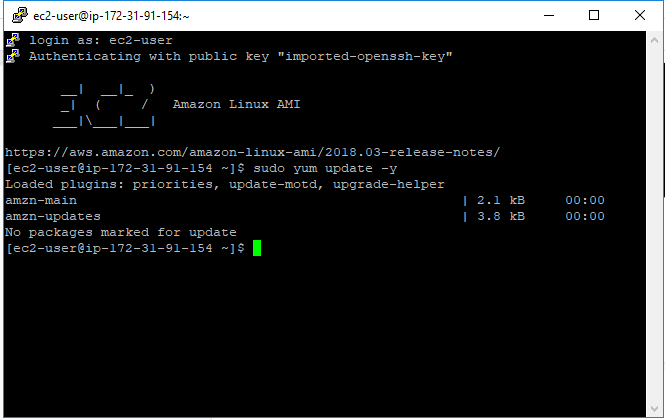 ec2-user@ip-172-31-91-154:~
login as: ec2-user
Authenticating with public key "imported-openssh-key"
__|  __|_  )
_|  (     /   Amazon Linux AMI
___|\___|___|
https://aws.amazon.com/amazon-linux-ami/2018.03-release-notes/
[ec2-user@ip-172-31-91-154 ~]$ sudo yum update -y
Loaded plugins: priorities, update-motd, upgrade-helper
amzn-main | 2.1 kB 00:00
amzn-updates | 3.8 kB 00:00
No packages marked for update
[ec2-user@ip-172-31-91-154 ~]$